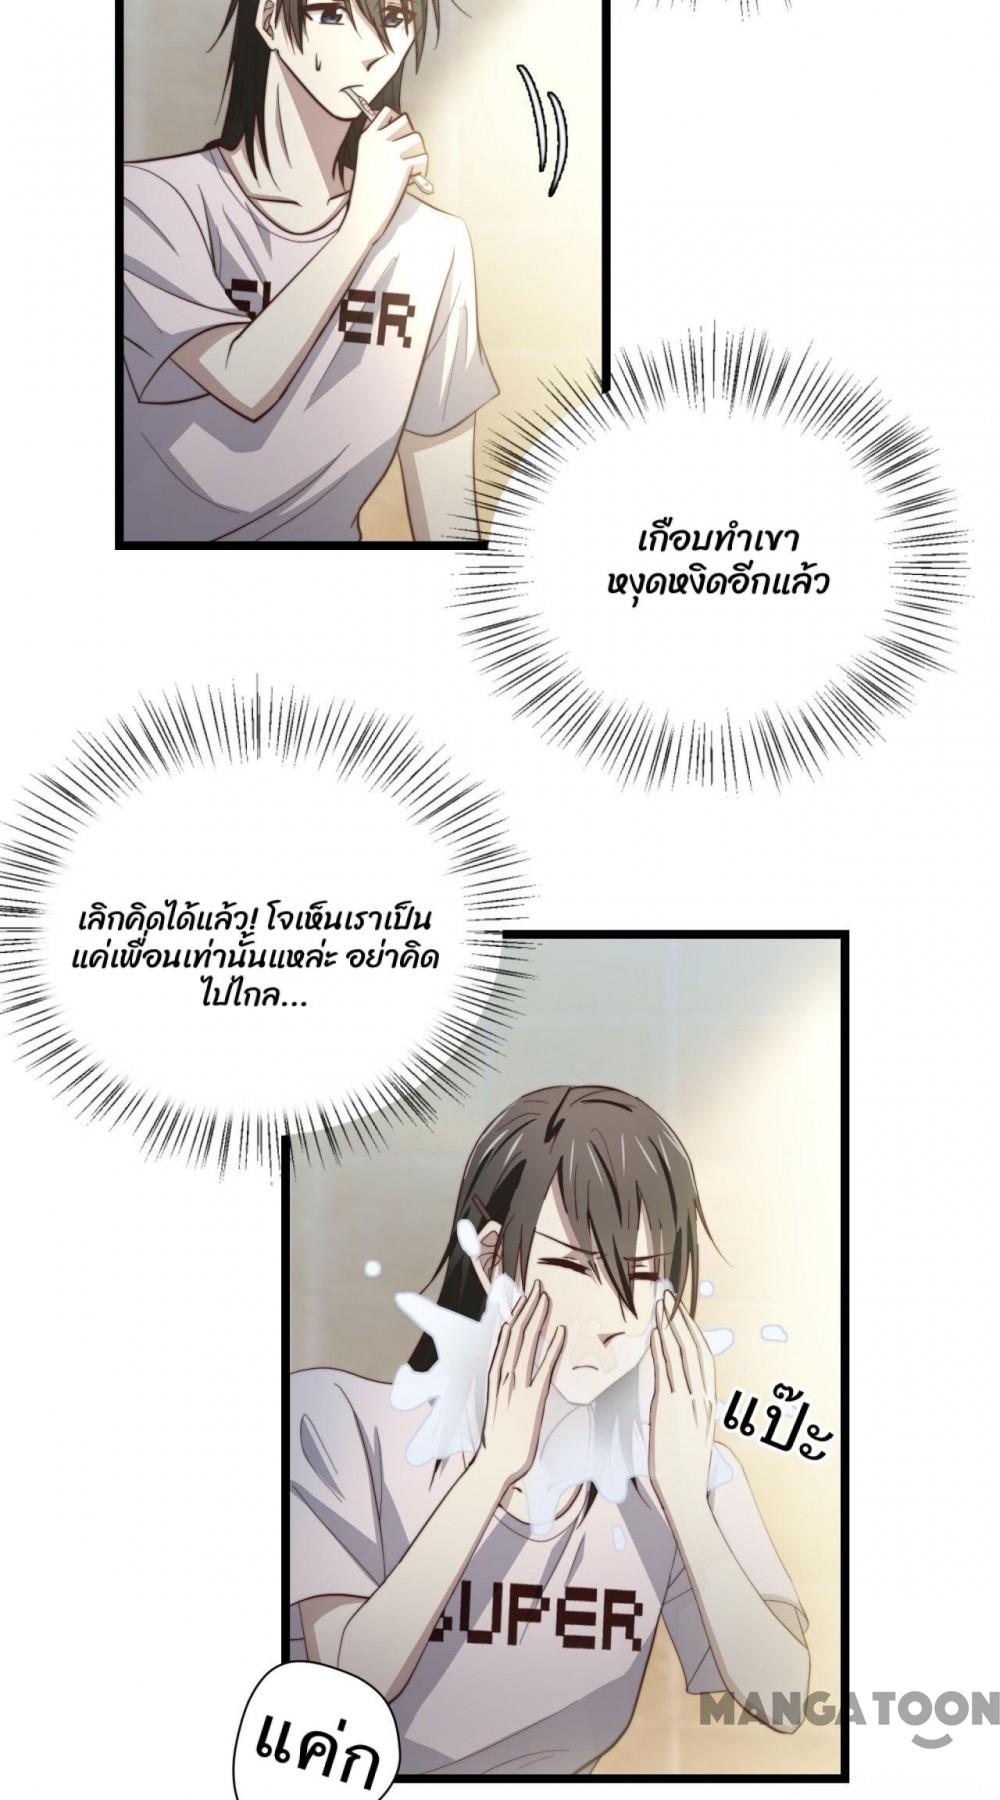 SUPER
เกือบทำเขา
หงุดหงิดอีกแล้ว
เลิกคิดได้แล้ว! โจเห็นเราเป็น
แค่เพื่อนเท่านั้นแหล่ะ อย่าคิด
ไปไกล...
แป๊ะ
SUPER
แค่ก
MANGATOON